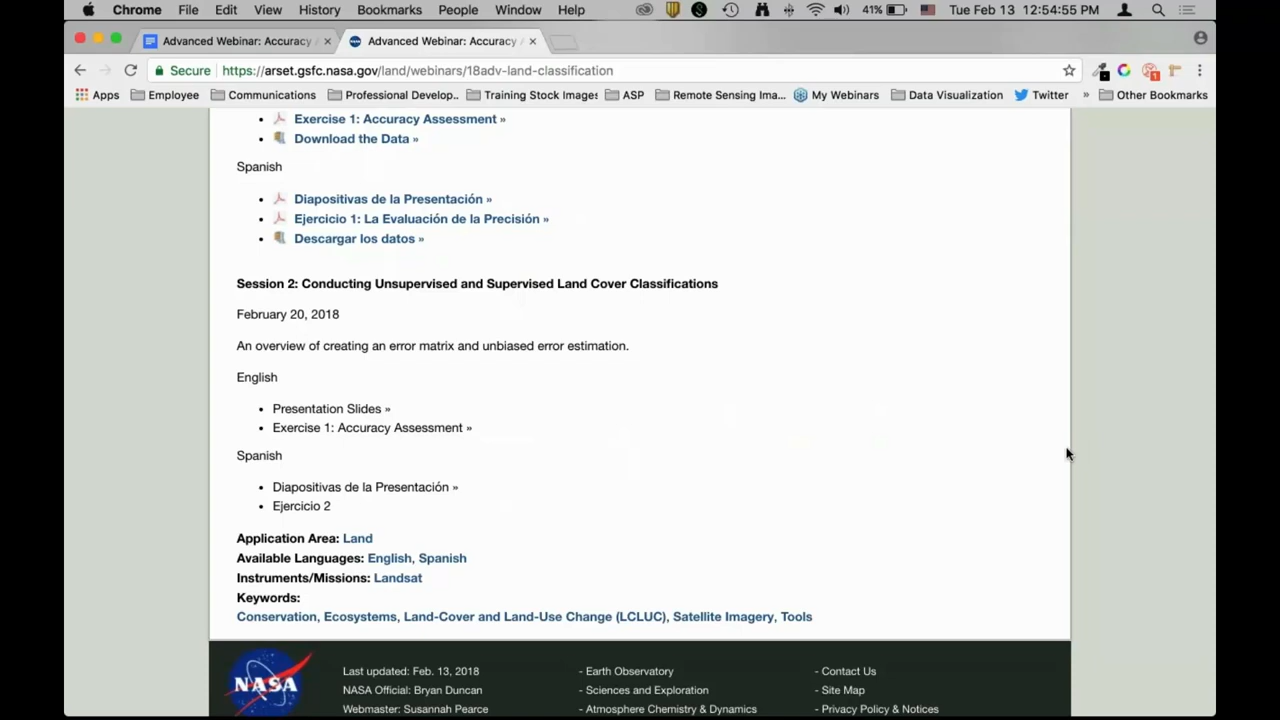 Chrome File Edit View History Bookmarks People Window Help 41% Tue Feb 13 12:54:55 PM
Advanced Webinar: Accuracy × Advanced Webinar: Accuracy ×
Secure https://arset.gsfc.nasa.gov/land/webinars/18adv-land-classification
Apps Employee Communications Professional Develop.. Training Stock Images ASP Remote Sensing Ima... My Webinars Data Visualization Twitter » Other Bookmarks
• Exercise 1: Accuracy Assessment »
• Download the Data »
Spanish
• Diapositivas de la Presentación »
• Ejercicio 1: La Evaluación de la Precisión »
• Descargar los datos »
Session 2: Conducting Unsupervised and Supervised Land Cover Classifications
February 20, 2018
An overview of creating an error matrix and unbiased error estimation.
English
• Presentation Slides »
• Exercise 1: Accuracy Assessment »
Spanish
• Diapositivas de la Presentación »
• Ejercicio 2
Application Area: Land
Available Languages: English, Spanish
Instruments/Missions: Landsat
Keywords:
Conservation, Ecosystems, Land-Cover and Land-Use Change (LCLUC), Satellite Imagery, Tools
NASA
Last updated: Feb. 13, 2018
NASA Official: Bryan Duncan
Webmaster: Susannah Pearce
- Earth Observatory
- Sciences and Exploration
- Atmosphere Chemistry & Dynamics
- Contact Us
- Site Map
- Privacy Policy & Notices